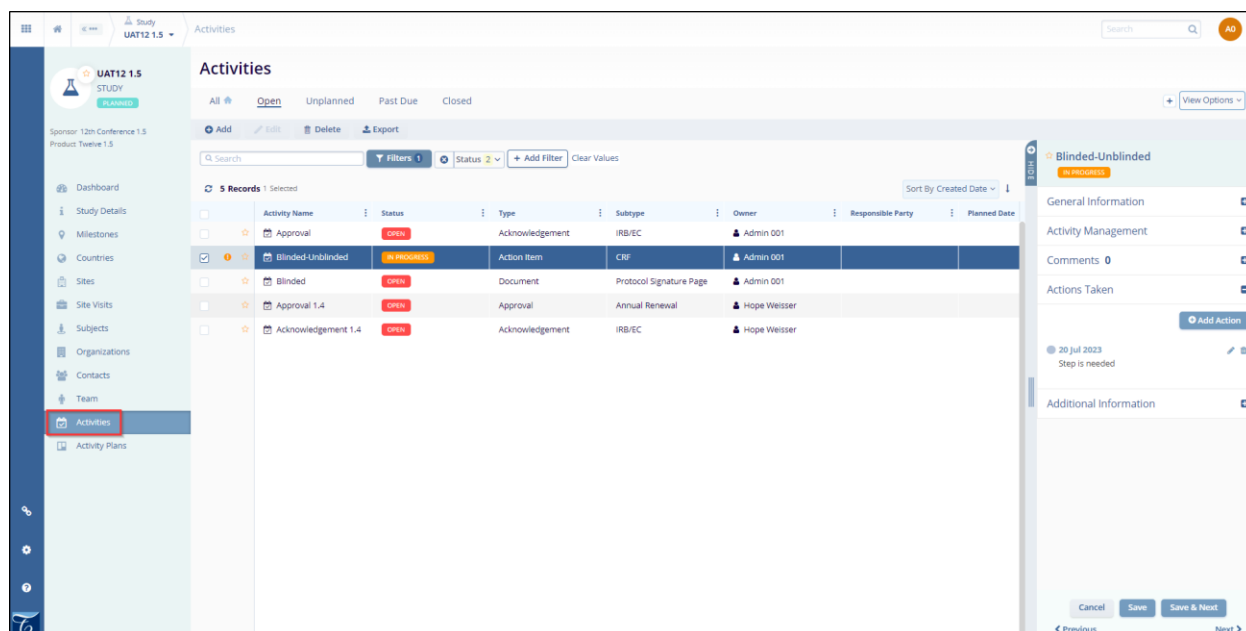 Study
UAT12 1.5
Activities
Search
AO
UAT12 1.5
STUDY
PLANNED
Sponsor 12th Conference 1.5
Product Twelve 1.5
Dashboard
Study Details
Milestones
Countries
Sites
Site Visits
Subjects
Organizations
Contacts
Team
Activities
Activity Plans
Activities
All Open Unplanned Past Due Closed
+ View Options
Add Edit Delete Export
Search Filters 1 Status 2 + Add Filter Clear Values
5 Records 1 Selected Sort By Created Date
Activity Name Status Type Subtype Owner Responsible Party Planned Date
Approval OPEN Acknowledgement IRB/EC Admin 001
Blinded-Unblinded IN PROGRESS Action Item CRF Admin 001
Blinded OPEN Document Protocol Signature Page Admin 001
Approval 1.4 OPEN Approval Annual Renewal Hope Weisser
Acknowledgement 1.4 OPEN Acknowledgement IRB/EC Hope Weisser
HIDE
Blinded-Unblinded
IN PROGRESS
General Information
Activity Management
Comments 0
Actions Taken
Add Action
20 Jul 2023
Step is needed
Additional Information
Cancel Save Save & Next
Previous Next